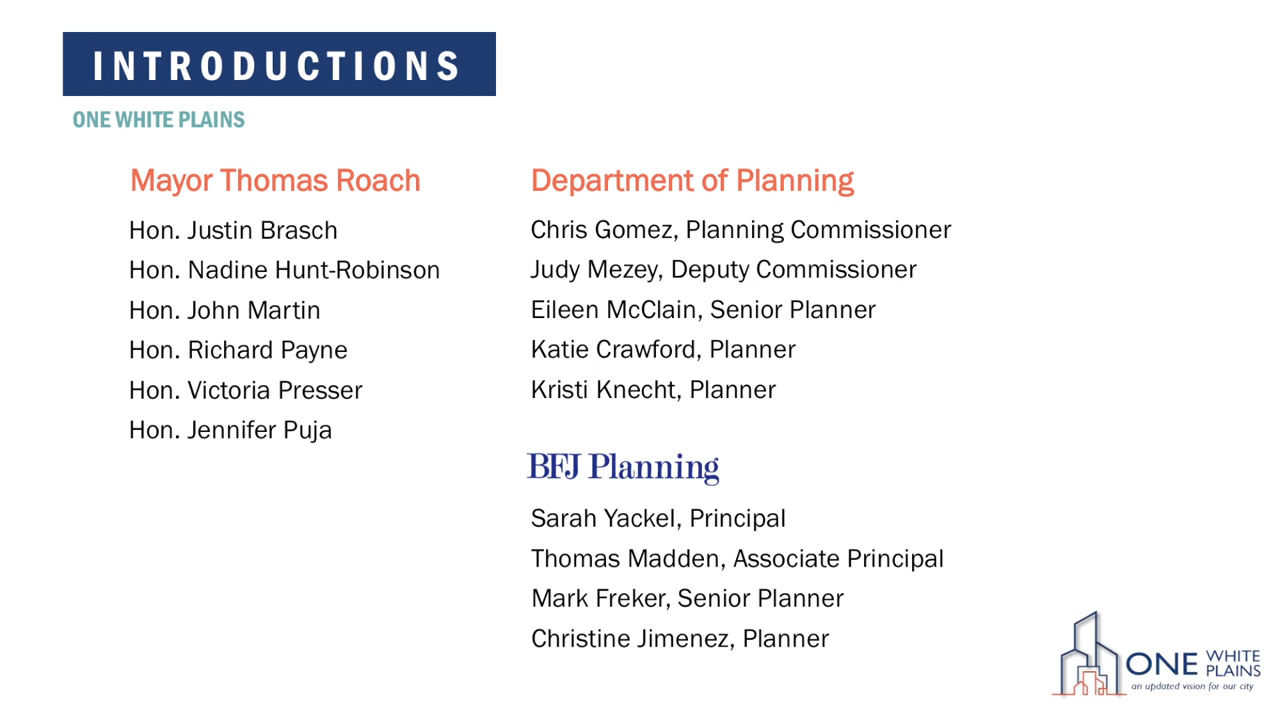 INTRODUCTIONS
ONE WHITE PLAINS
Mayor Thomas Roach
Hon. Justin Brasch
Hon. Nadine Hunt-Robinson
Hon. John Martin
Hon. Richard Payne
Hon. Victoria Presser
Hon. Jennifer Puja
Department of Planning
Chris Gomez, Planning Commissioner
Judy Mezey, Deputy Commissioner
Eileen McClain, Senior Planner
Katie Crawford, Planner
Kristi Knecht, Planner
BFJ Planning
Sarah Yackel, Principal
Thomas Madden, Associate Principal
Mark Freker, Senior Planner
Christine Jimenez, Planner
ONE WHITE PLAINS
an updated vision for our city